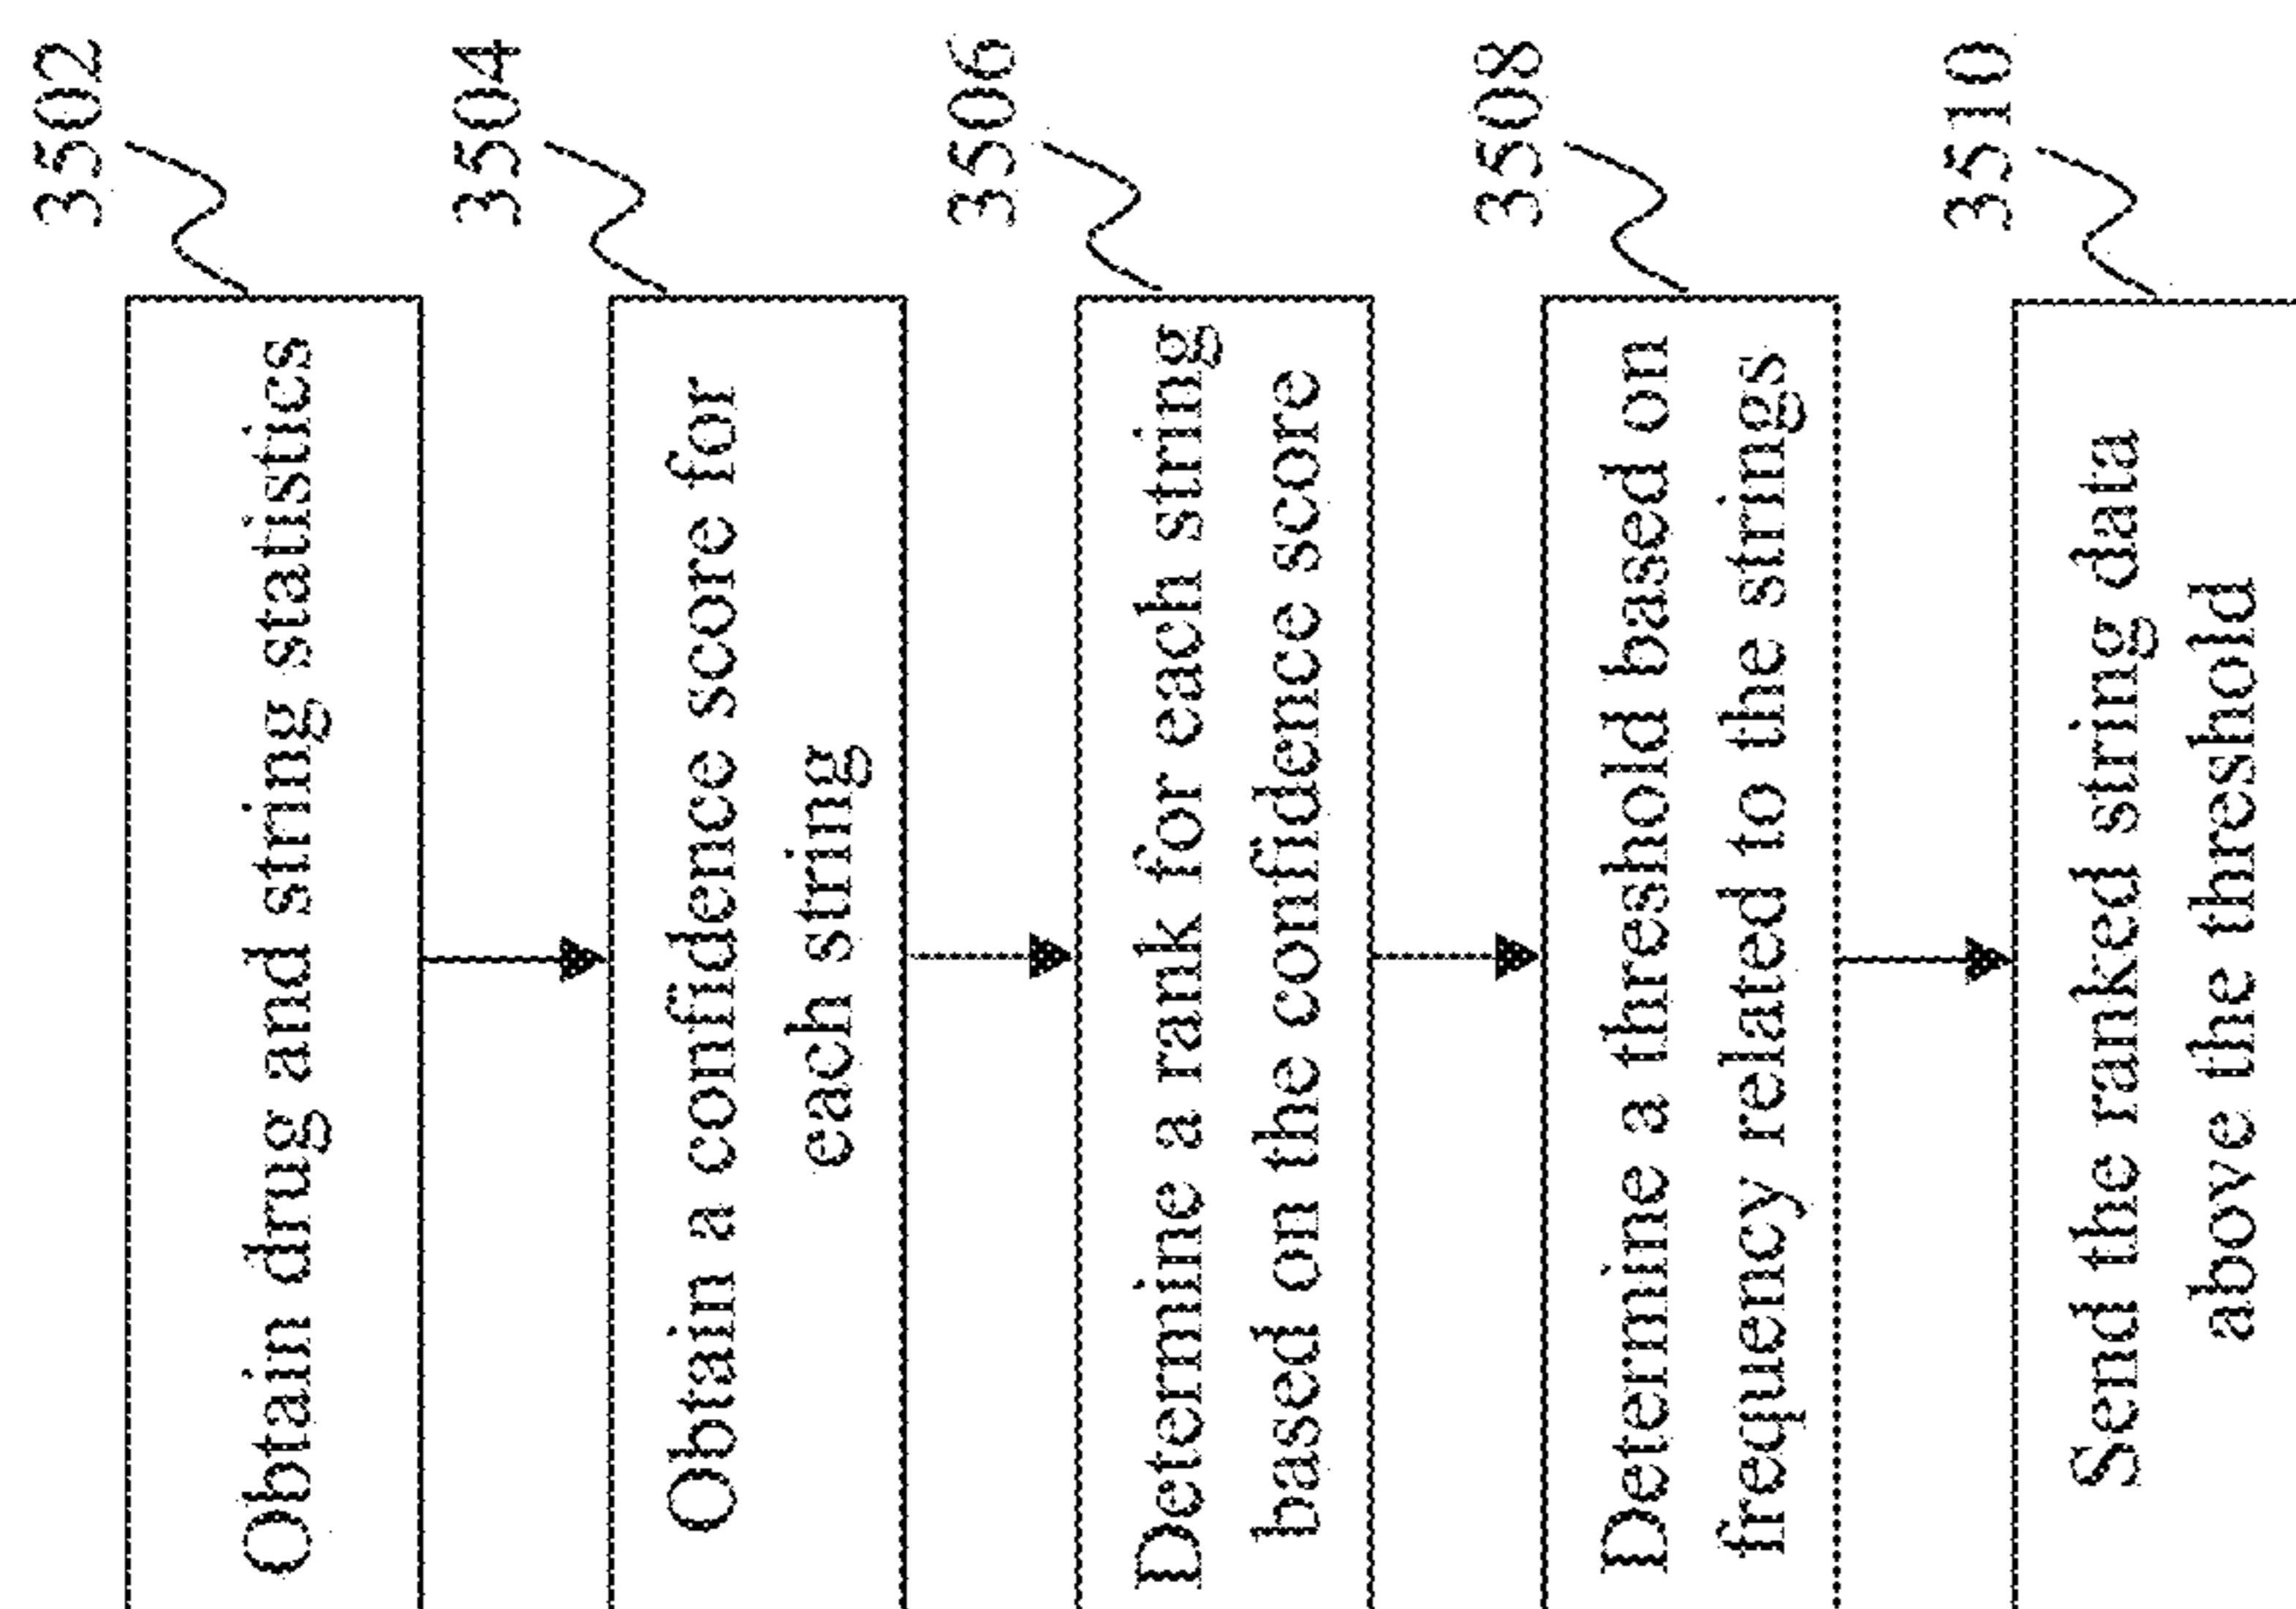 3502
Obtain drug and string statistics
3504
Obtain a confidence score for
each string
3506
Determine a rank for each string
based on the confidence score
3508
Determine a threshold based on
frequency related to the strings
3510
Send the ranked string data
above the threshold